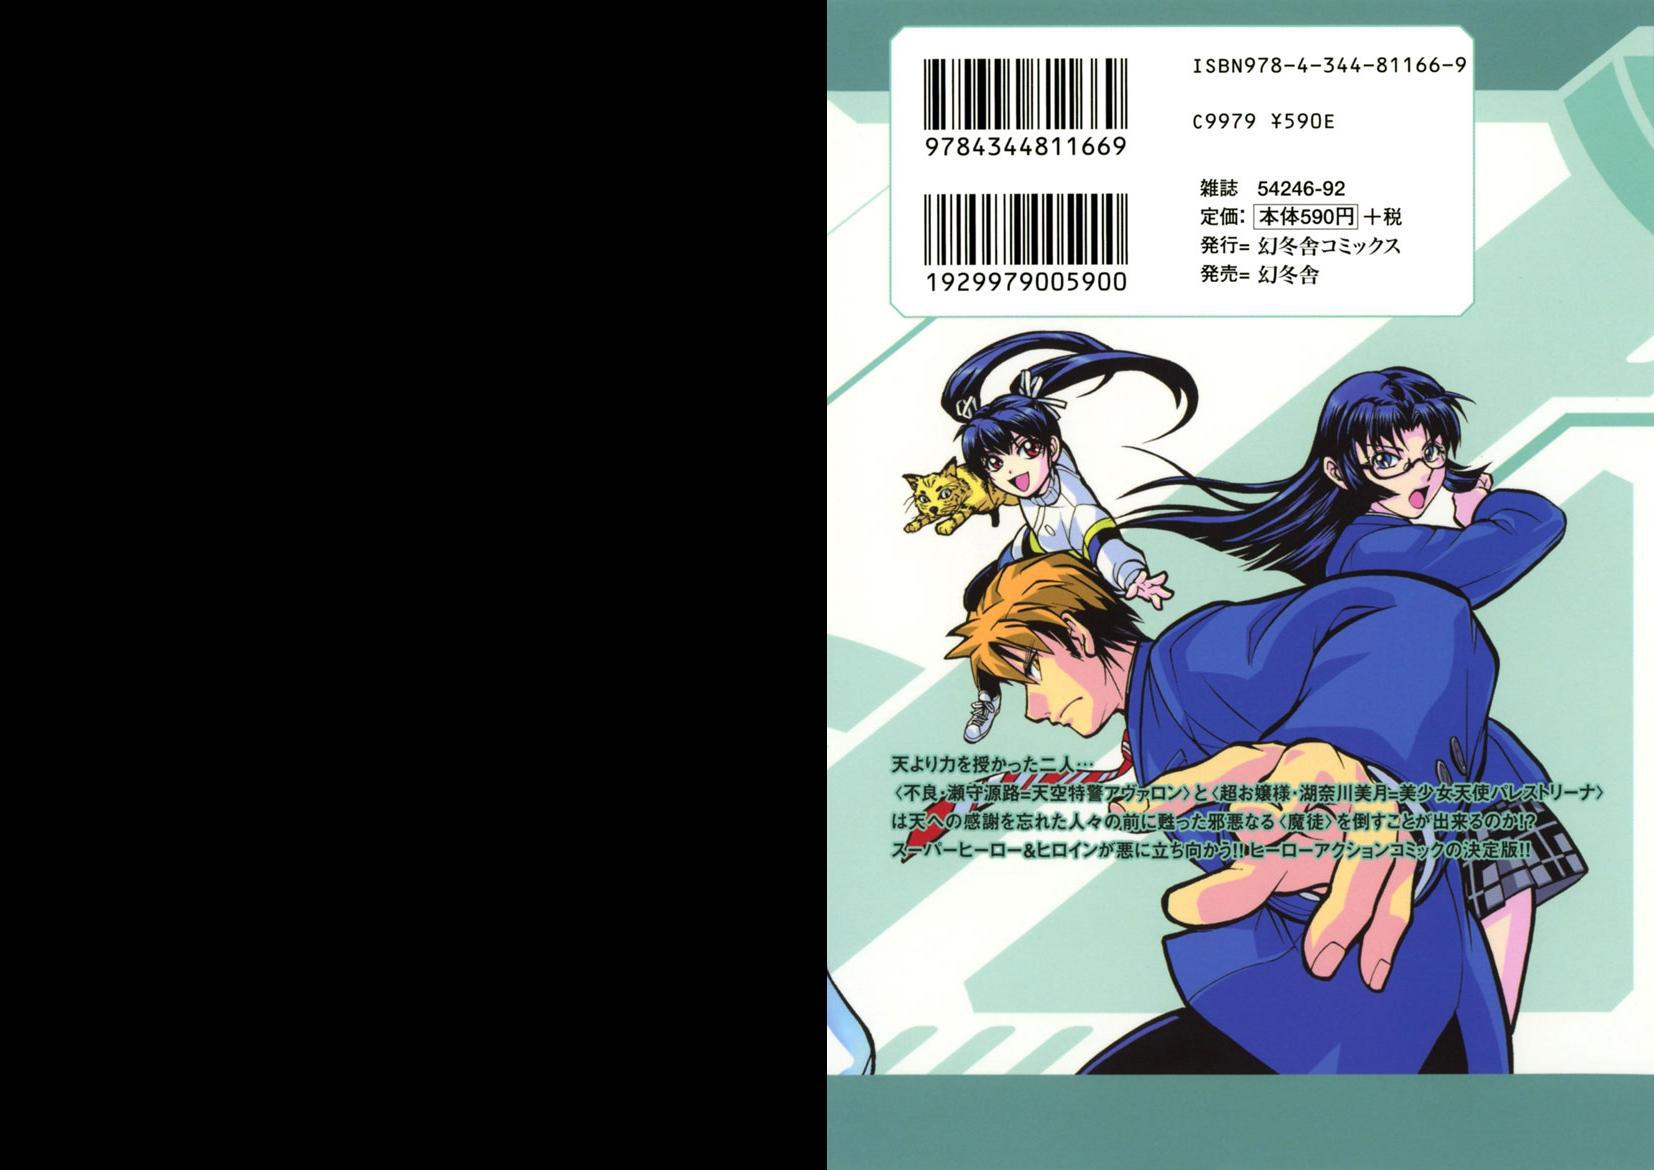 ISBN978-4-344-81166-9
C9979 ¥590E
9784344811669
1929979005900
雑誌 54246-92
定価: 本体590円+税
発行= 幻冬舎コミックス
発売= 幻冬舎
天より力を授かった二人…
〈不良・瀬守源路=天空特警アヴァロン〉と〈超お嬢様・湖奈川美月=美少女天使パレストリーナ〉
は天への感謝を忘れた人々の前に甦った邪悪なる〈魔徒〉を倒すことが出来るのか!?
スーパーヒーロー&ヒロインが悪に立ち向かう!! ヒーローアクションコミックの決定版!!